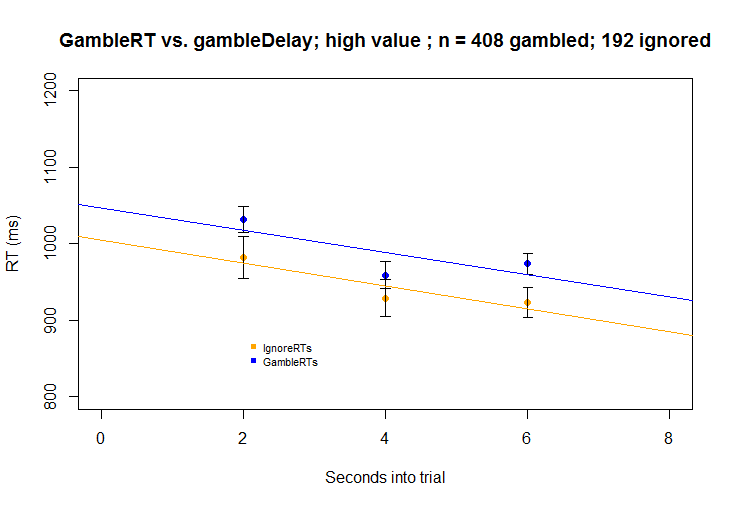 GambleRT vs. gambleDelay; high value ; n = 408 gambled; 192 ignored
RT (ms)
1200
1100
1000
900
800
IgnoreRTs
GambleRTs
0 2 4 6 8
Seconds into trial